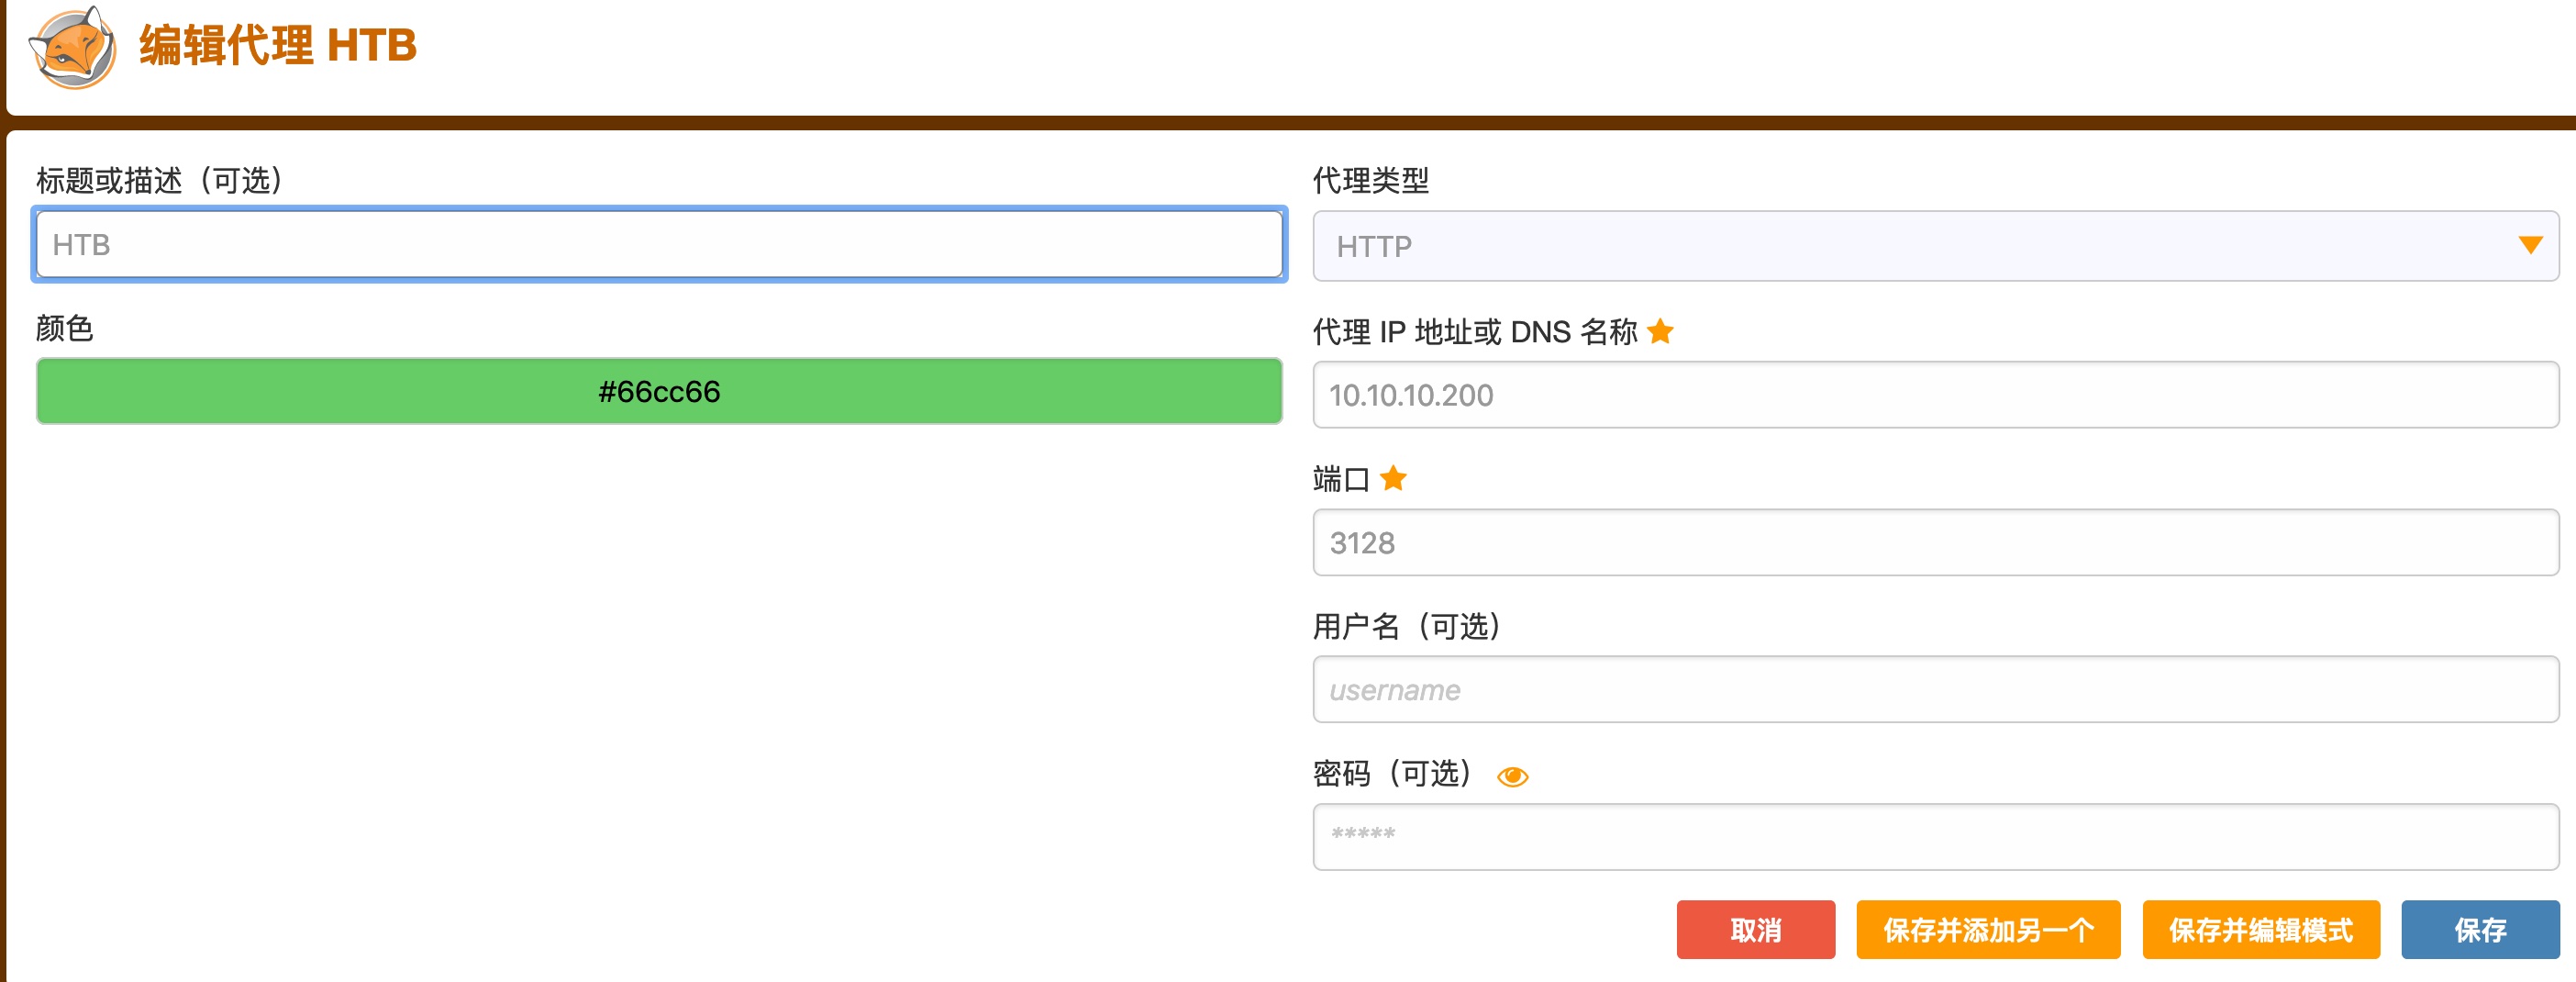 编辑代理 HTB
标题或描述（可选）
HTB
颜色
#66cc66
代理类型
HTTP
代理 IP 地址或 DNS 名称
10.10.10.200
端口
3128
用户名（可选）
username
密码（可选）
*****
取消
保存并添加另一个
保存并编辑模式
保存